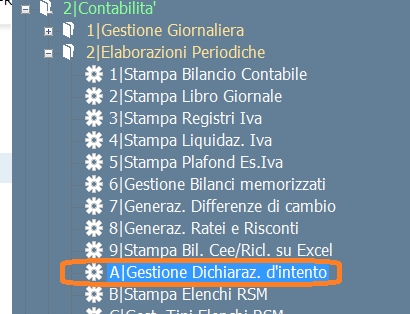 2|Contabilita'
1|Gestione Giornaliera
2|Elaborazioni Periodiche
1|Stampa Bilancio Contabile
2|Stampa Libro Giornale
3|Stampa Registri Iva
4|Stampa Liquidaz. Iva
5|Stampa Plafond Es.Iva
6|Gestione Bilanci memorizzati
7|Generaz. Differenze di cambio
8|Generaz. Ratei e Risconti
9|Stampa Bil. Cee/Ricl. su Excel
A|Gestione Dichiaraz. d'intento
B|Stampa Elenchi RSM